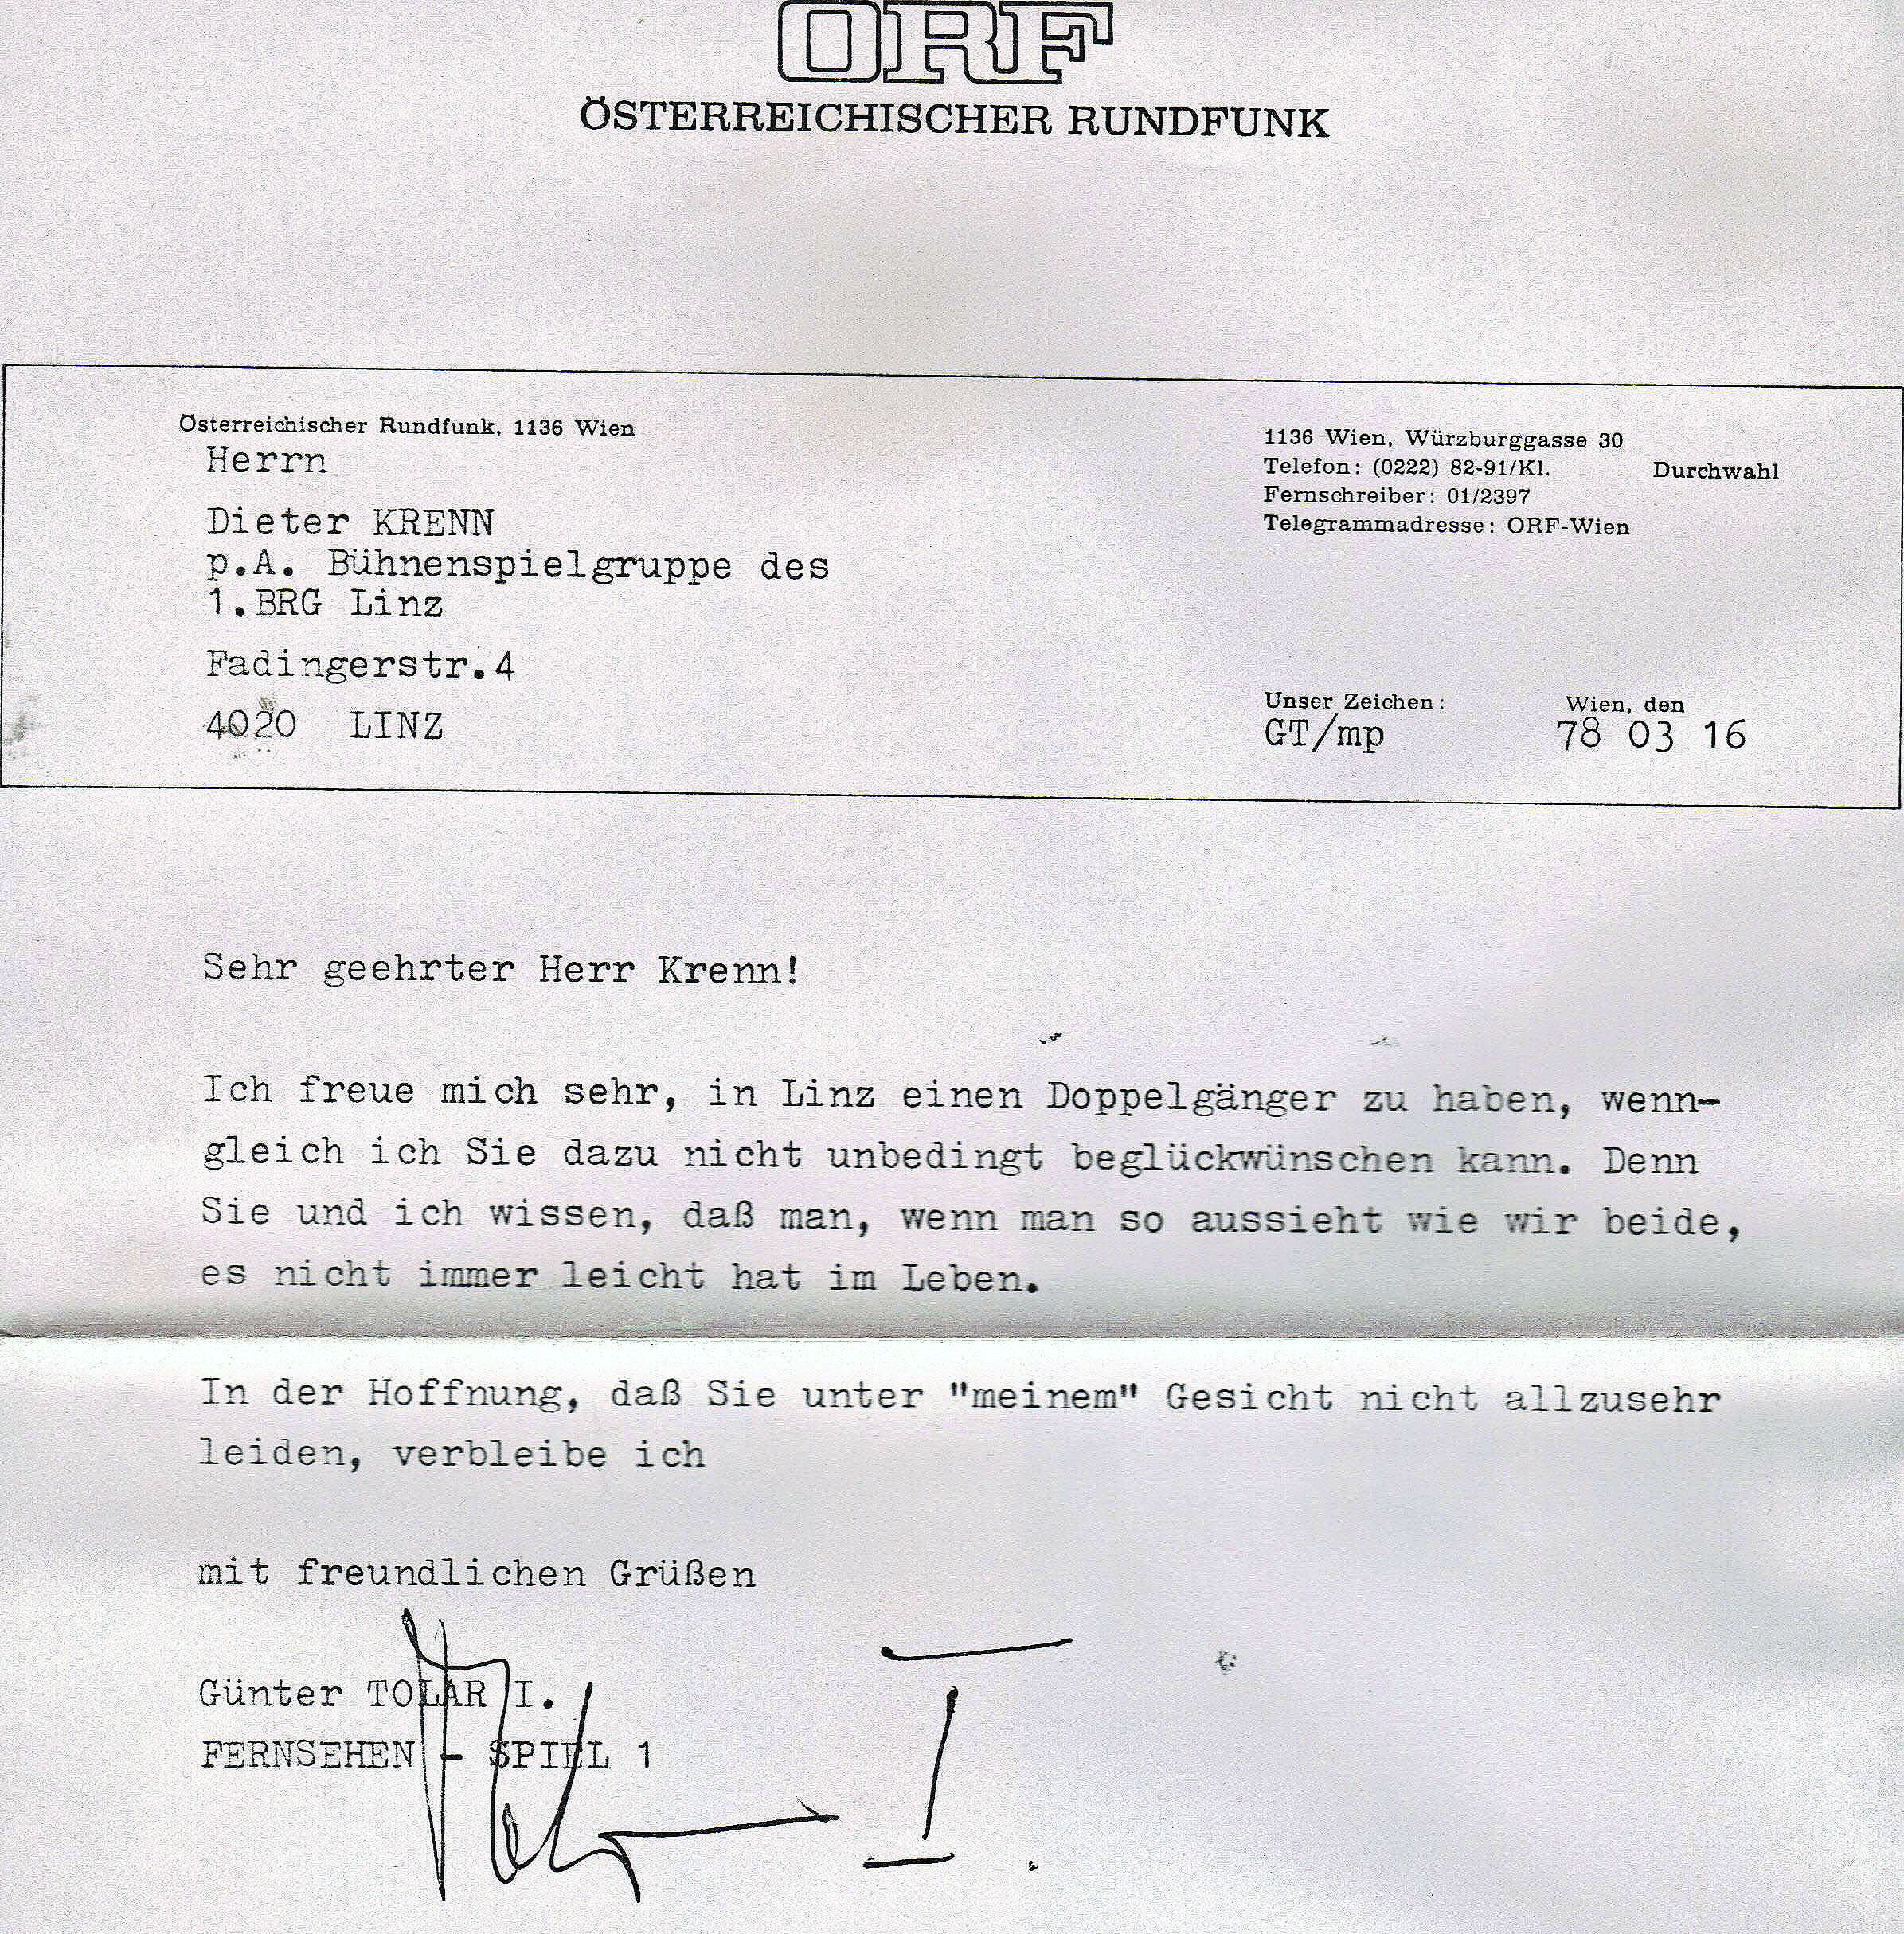 ORF
ÖSTERREICHISCHER RUNDFUNK
Österreichischer Rundfunk, 1136 Wien
Herrn
Dieter KRENN
p.A. Bühnenspielgruppe des
1.BRG Linz
Fadingerstr.4
4020 LINZ
1136 Wien, Würzburggasse 30
Telefon: (0222) 82-91/Kl. Durchwahl
Fernschreiber: 01/2397
Telegrammadresse: ORF-Wien
Unser Zeichen: Wien, den
GT/mp 78 03 16
Sehr geehrter Herr Krenn!
Ich freue mich sehr, in Linz einen Doppelgänger zu haben, wenn-
gleich ich Sie dazu nicht unbedingt beglückwünschen kann. Denn
Sie und ich wissen, daß man, wenn man so aussieht wie wir beide,
es nicht immer leicht hat im Leben.
In der Hoffnung, daß Sie unter "meinem" Gesicht nicht allzusehr
leiden, verbleibe ich
mit freundlichen Grüßen
Günter TOLAR I.
FERNSEHEN - SPIEL 1
Tolar I.